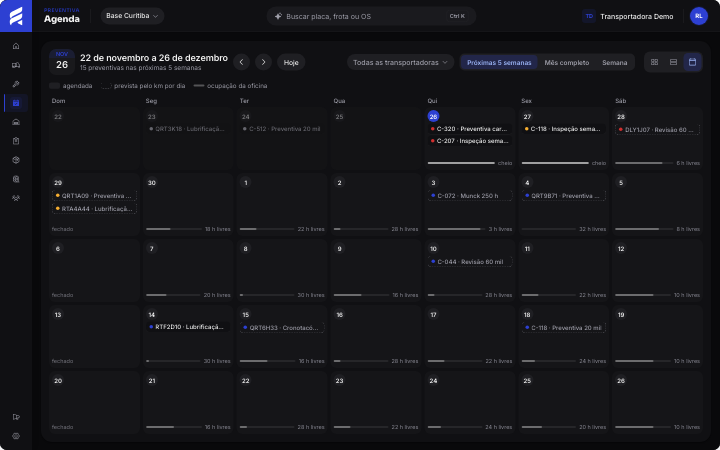 PREVENTIVA
Agenda
Base Curitiba
Buscar placa, frota ou OS
Ctrl K
TD
Transportadora Demo
RL
NOV
26
22 de novembro a 26 de dezembro
15 preventivas nas próximas 5 semanas
Hoje
Todas as transportadoras
Próximas 5 semanas
Mês completo
Semana
agendada
prevista pelo km por dia
ocupação da oficina
Dom
Seg
Ter
Qua
Qui
Sex
Sáb
22
23
QRT3K18 · Lubrificaçã...
24
C-512 · Preventiva 20 mil
25
26
C-320 · Preventiva car...
C-207 · Inspeção sema...
cheio
27
C-118 · Inspeção sema...
cheio
28
DLY1J07 · Revisão 60 ...
6 h livres
29
QRT1A09 · Preventiva ...
RTA4A44 · Lubrificaçã...
fechado
30
16 h livres
1
22 h livres
2
28 h livres
3
C-072 · Munck 250 h
3 h livres
4
QRT9B71 · Preventiva ...
32 h livres
5
8 h livres
6
fechado
7
20 h livres
8
30 h livres
9
16 h livres
10
C-044 · Revisão 60 mil
28 h livres
11
22 h livres
12
10 h livres
13
fechado
14
RTF2D10 · Lubrificaçã...
30 h livres
15
QRT6H33 · Cronotacó...
16 h livres
16
28 h livres
17
22 h livres
18
C-118 · Preventiva 20 mil
24 h livres
19
10 h livres
20
fechado
21
16 h livres
22
28 h livres
23
22 h livres
24
24 h livres
25
20 h livres
26
10 h livres